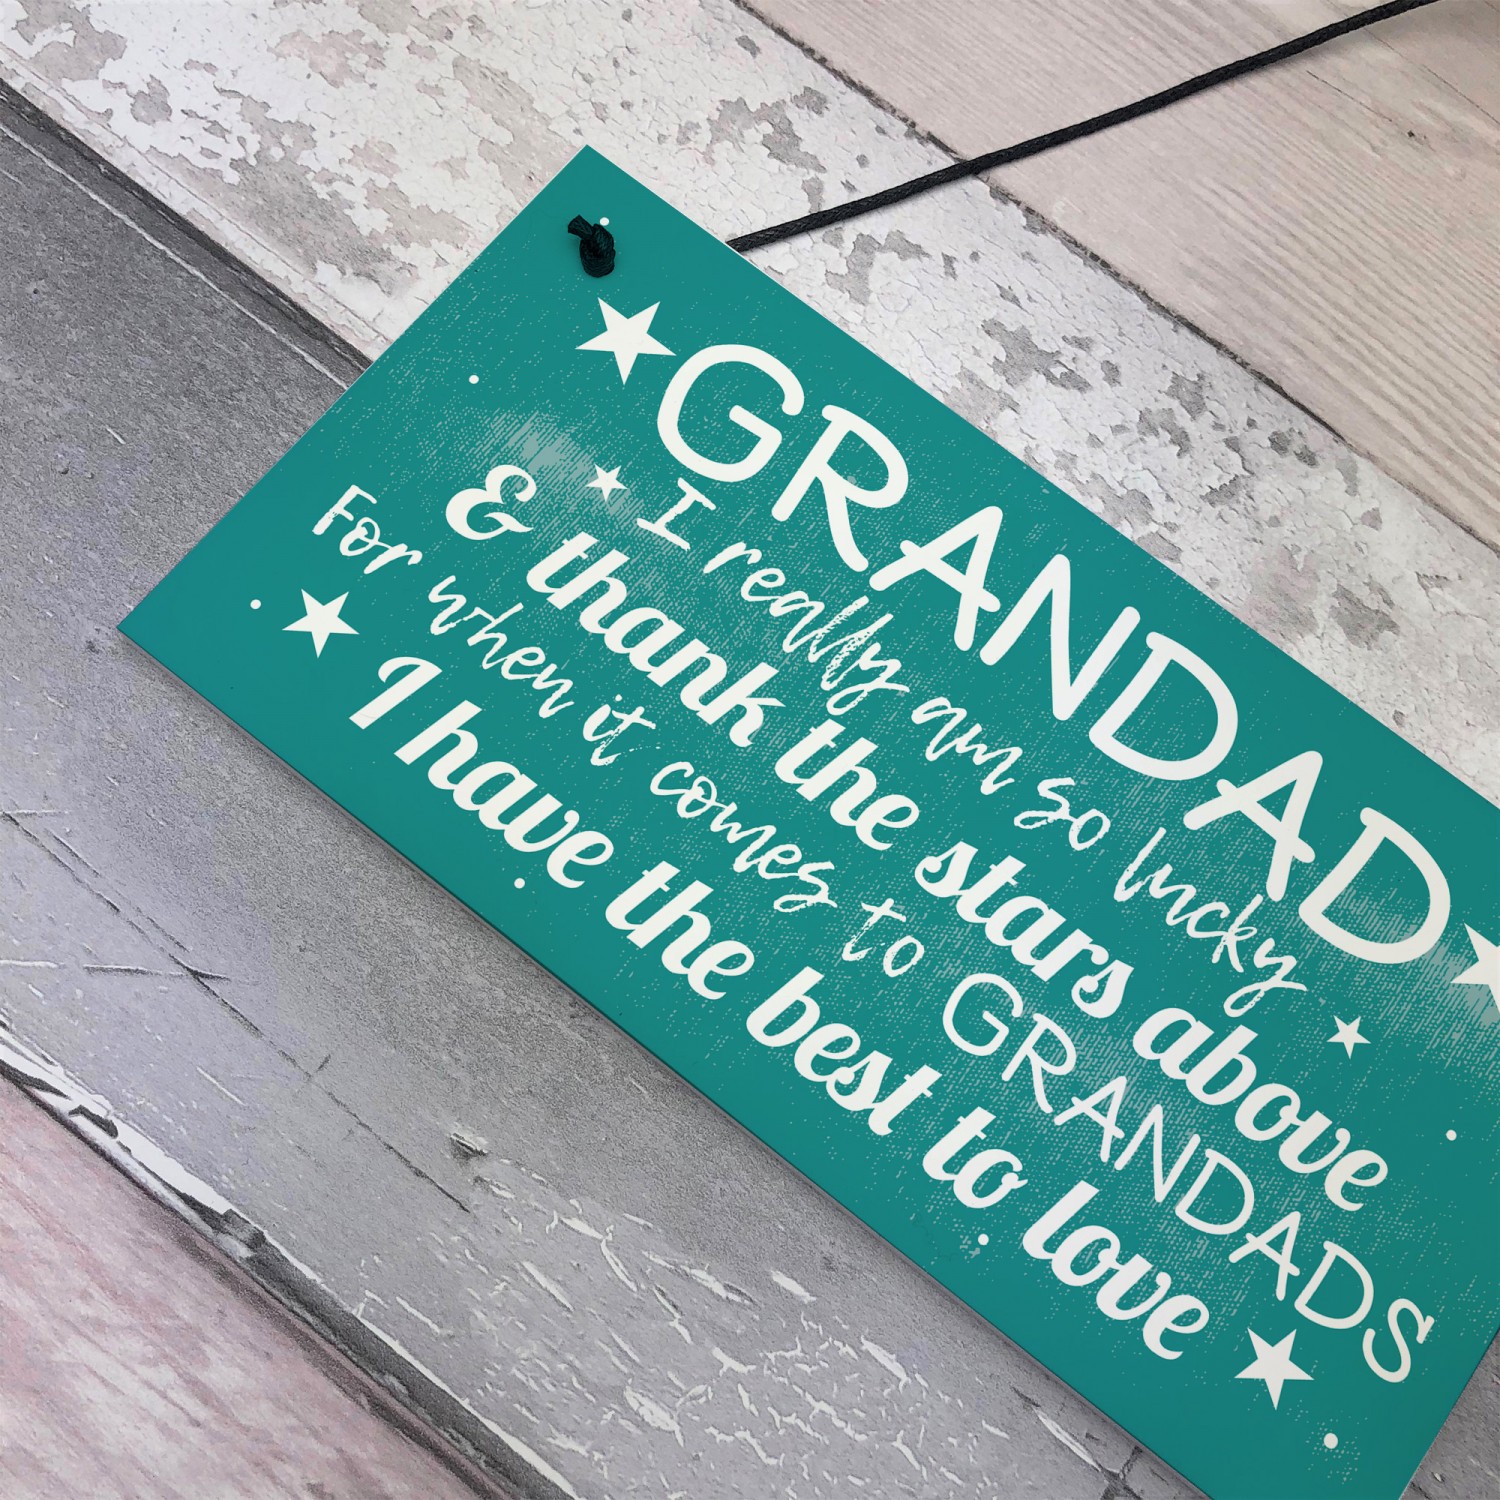 GRANDAD
I really am so lucky
& thank the stars above
For when it comes to GRANDADS
I have the best to love